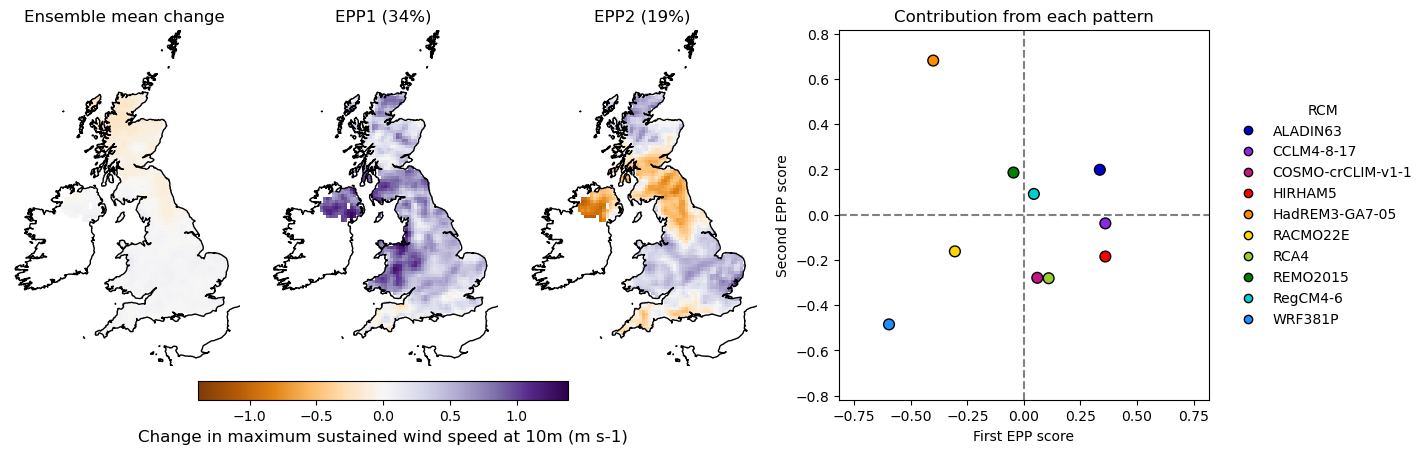 Ensemble mean change
EPP1 (34%)
EPP2 (19%)
Contribution from each pattern
−1.0 −0.5 0.0 0.5 1.0
Change in maximum sustained wind speed at 10m (m s-1)
0.8
0.6
0.4
0.2
0.0
−0.2
−0.4
−0.6
−0.8
Second EPP score
−0.75 −0.50 −0.25 0.00 0.25 0.50 0.75
First EPP score
RCM
ALADIN63
CCLM4-8-17
COSMO-crCLIM-v1-1
HIRHAM5
HadREM3-GA7-05
RACMO22E
RCA4
REMO2015
RegCM4-6
WRF381P